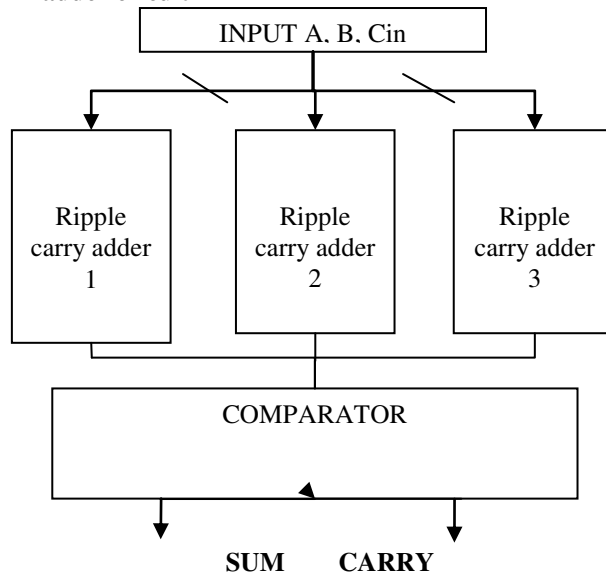 INPUT A, B, Cin
Ripple
carry adder
1
Ripple
carry adder
2
Ripple
carry adder
3
COMPARATOR
SUM CARRY